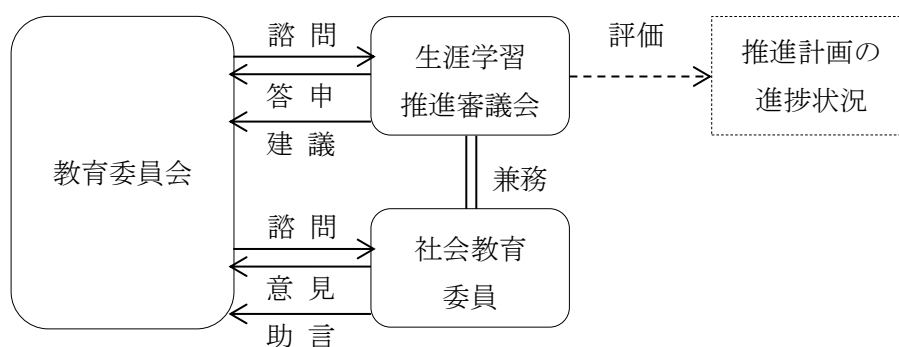 教育委員会
諮問
答申
建議
生涯学習
推進審議会
評価
推進計画の
進捗状況
兼務
諮問
意見
助言
社会教育
委員